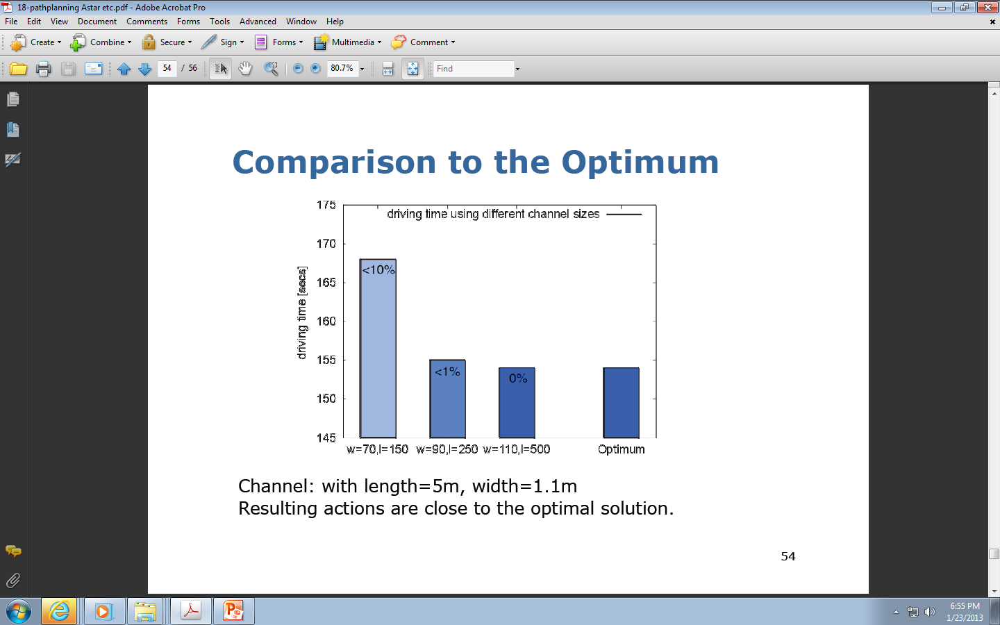 18-pathplanning Astar etc.pdf - Adobe Acrobat Pro
File Edit View Document Comments Forms Tools Advanced Window Help
Create Combine Secure Sign Forms Multimedia Comment
54 / 56 80.7% Find
Comparison to the Optimum
175
driving time using different channel sizes
170
<10%
165
driving time [secs]
160
155
<1%
0%
150
145
w=70,l=150 w=90,l=250 w=110,l=500 Optimum
Channel: with length=5m, width=1.1m
Resulting actions are close to the optimal solution.
54
6:55 PM
1/23/2013